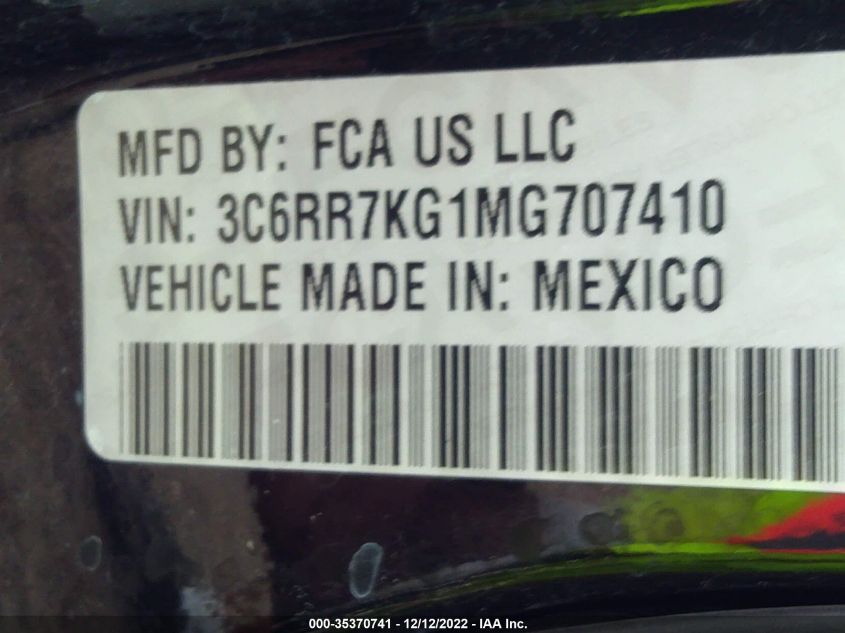 MFD BY: FCA US LLC
VIN: 3C6RR7KG1MG707410
VEHICLE MADE IN: MEXICO
000-35370741 - 12/12/2022 - IAA Inc.